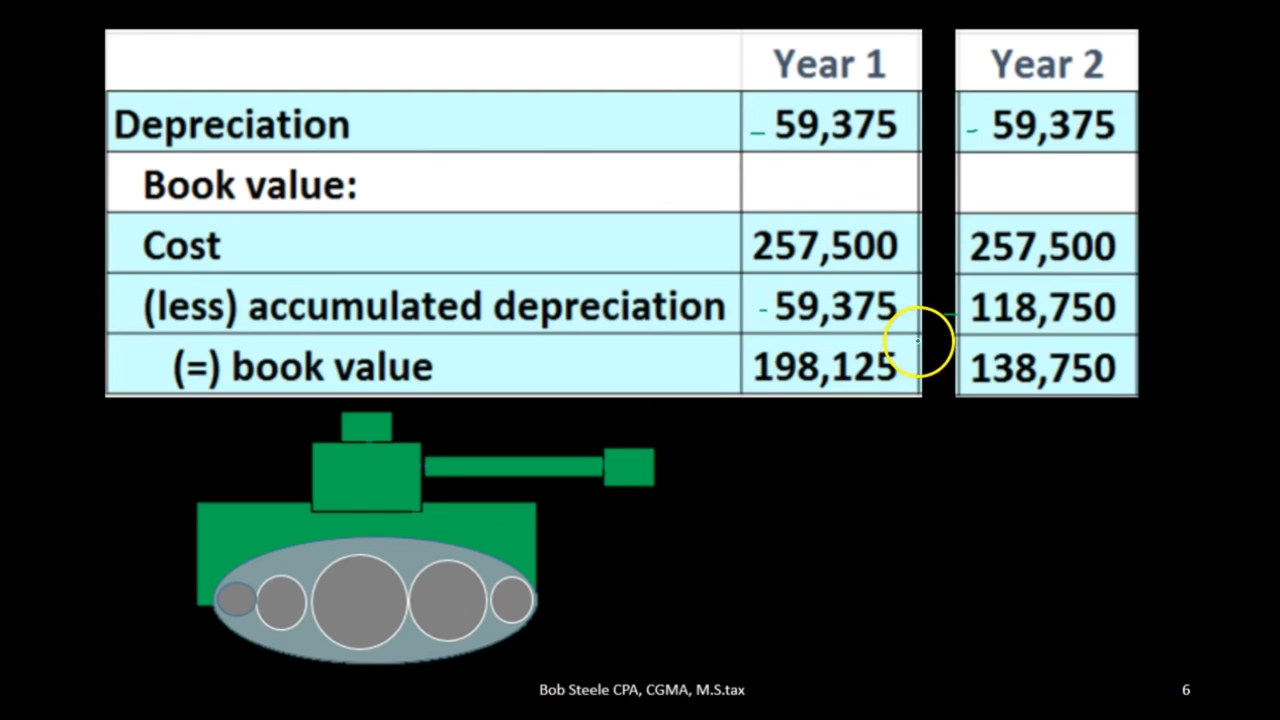 Year 1 Year 2
Depreciation - 59,375 - 59,375
Book value:
Cost 257,500 257,500
(less) accumulated depreciation - 59,375 - 118,750
(=) book value 198,125 138,750
Bob Steele CPA, CGMA, M.S.tax 6